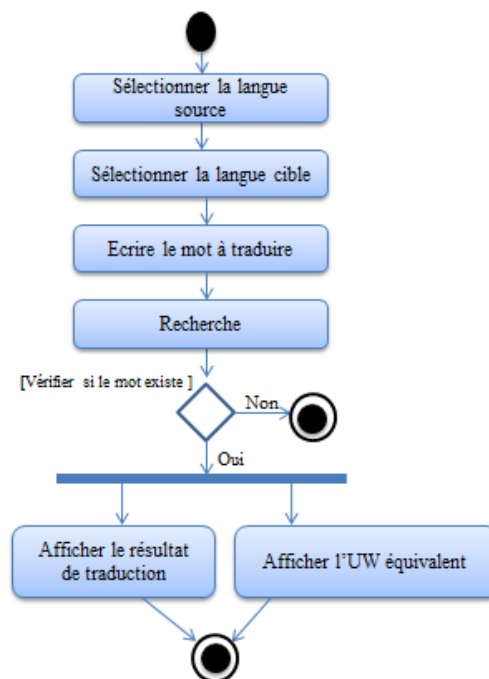 Sélectionner la langue
source
Sélectionner la langue cible
Ecrire le mot à traduire
Recherche
[Vérifier si le mot existe ]
Non
Oui
Afficher le résultat
de traduction
Afficher l’UW équivalent